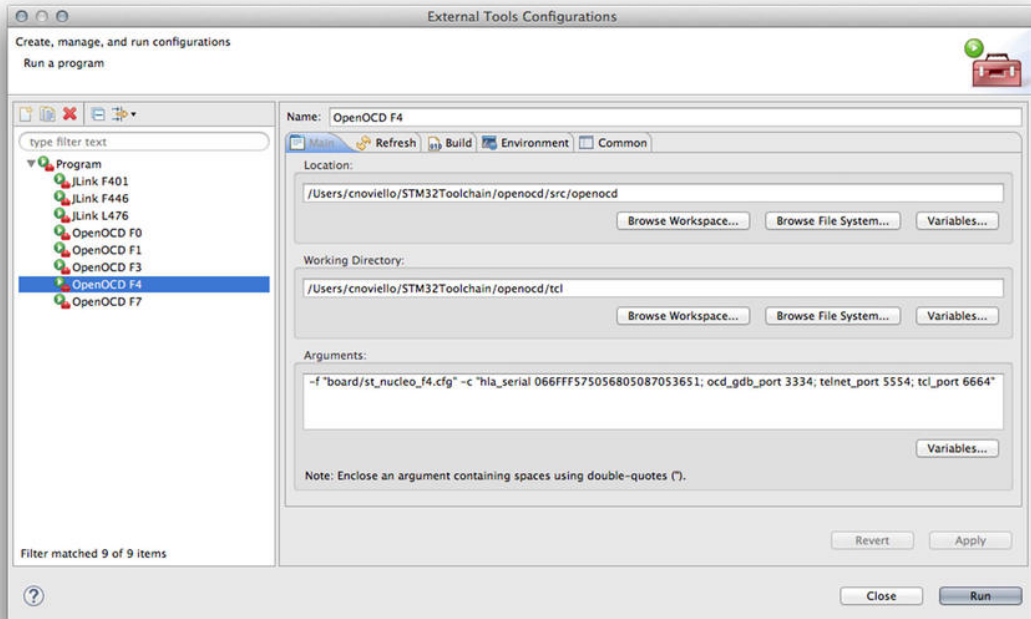 External Tools Configurations
Create, manage, and run configurations
Run a program
type filter text
Program
JLink F401
JLink F446
JLink L476
OpenOCD F0
OpenOCD F1
OpenOCD F3
OpenOCD F4
OpenOCD F7
Filter matched 9 of 9 items
Name: OpenOCD F4
Main Refresh Build Environment Common
Location:
/Users/cnoviello/STM32Toolchain/openocd/src/openocd
Browse Workspace... Browse File System... Variables...
Working Directory:
/Users/cnoviello/STM32Toolchain/openocd/tcl
Browse Workspace... Browse File System... Variables...
Arguments:
-f "board/st_nucleo_f4.cfg" -c "hla_serial 066FFF575056805087053651; ocd_gdb_port 3334; telnet_port 5554; tcl_port 6664"
Variables...
Note: Enclose an argument containing spaces using double-quotes (").
Revert Apply
? Close Run